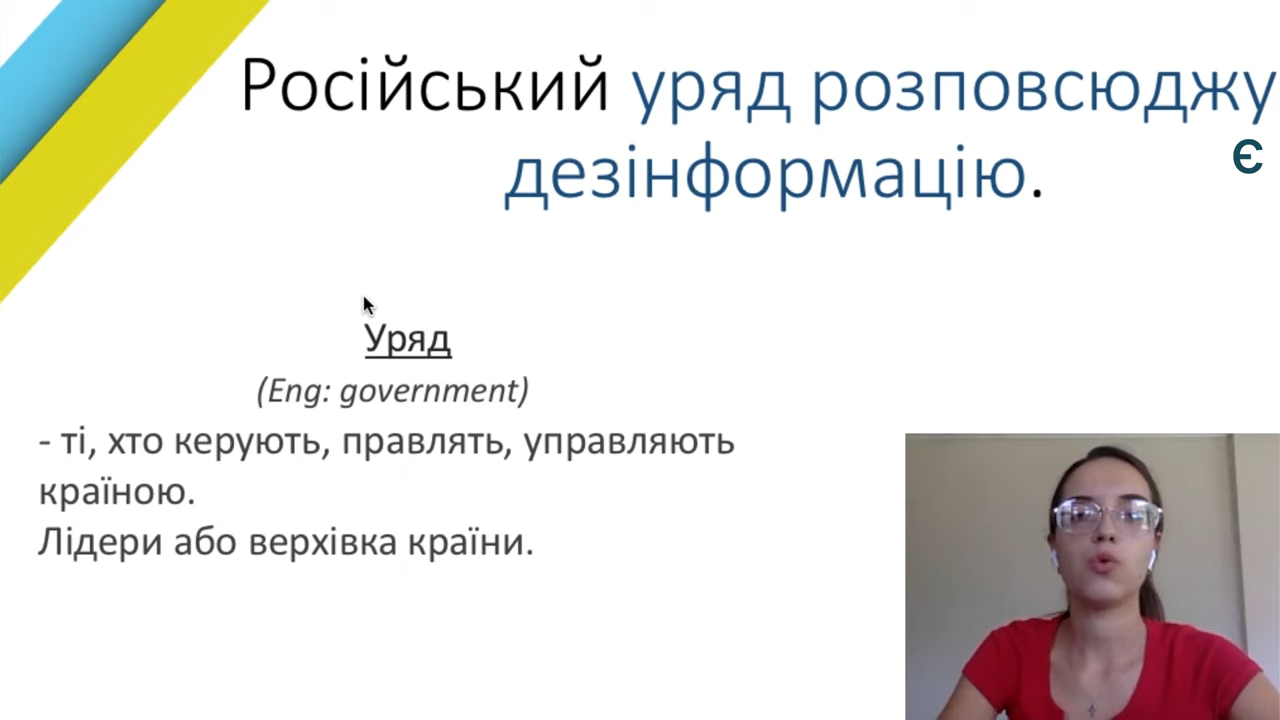 Російський уряд розповсюджу
є
дезінформацію.
Уряд
(Eng: government)
- ті, хто керують, правлять, управляють
країною.
Лідери або верхівка країни.